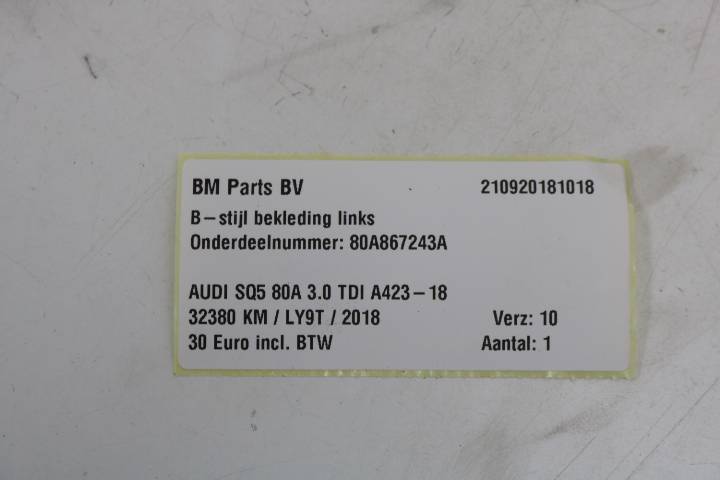 BM Parts BV 210920181018
B-stijl bekleding links
Onderdeelnummer: 80A867243A
AUDI SQ5 80A 3.0 TDI A423-18
32380 KM / LY9T / 2018 Verz: 10
30 Euro incl. BTW Aantal: 1